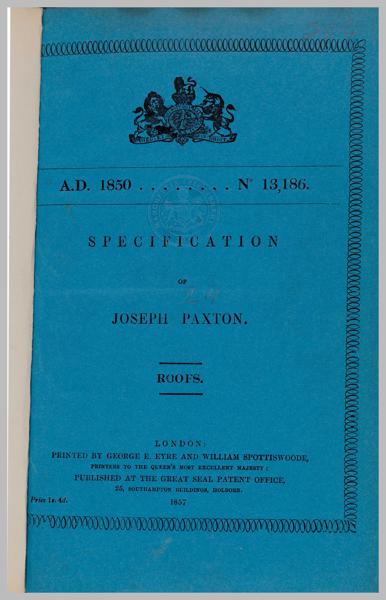 A.D. 1850 . . . . . . . . No 13,186.
SPECIFICATION
OF
JOSEPH PAXTON.
ROOFS.
LONDON:
PRINTED BY GEORGE E. EYRE AND WILLIAM SPOTTISWOODE,
PRINTERS TO THE QUEEN'S MOST EXCELLENT MAJESTY:
PUBLISHED AT THE GREAT SEAL PATENT OFFICE,
25, SOUTHAMPTON BUILDINGS, HOLBORN.
Price 1s. 4d.
1857